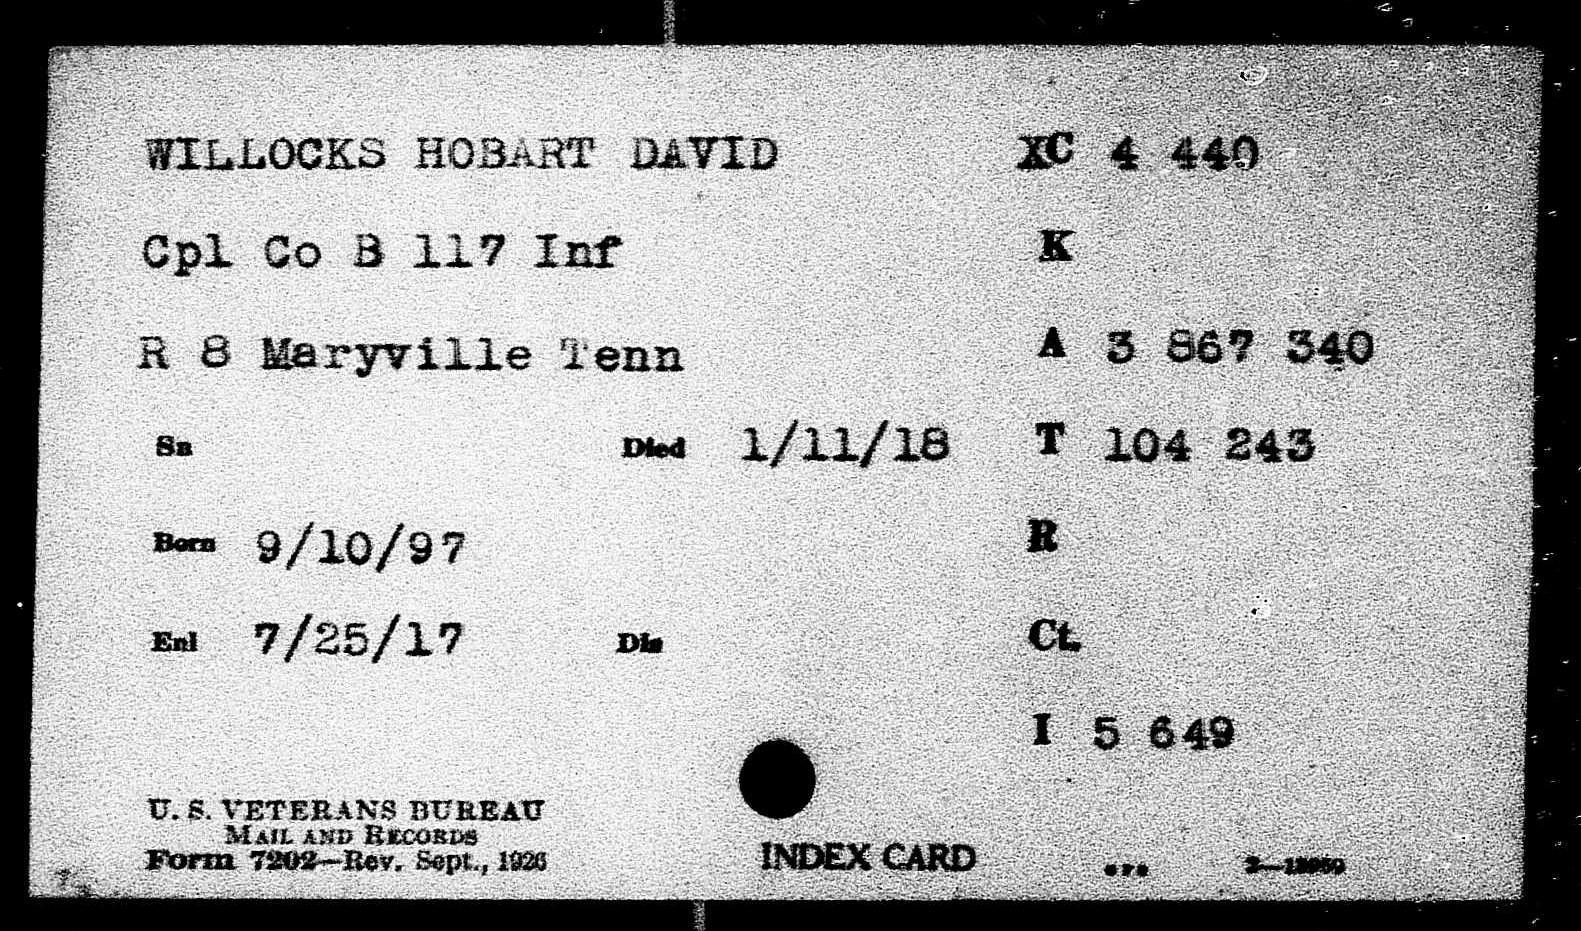 WILLOCKS HOBART DAVID XC 4 440
Cpl Co B 117 Inf K
R 8 Maryville Tenn A 3 867 340
Sn Died 1/11/18 T 104 243
Born 9/10/97 R
Enl 7/25/17 Dis Ct.
I 5 649
U. S. VETERANS BUREAU
MAIL AND RECORDS
Form 7202—Rev. Sept., 1926 INDEX CARD